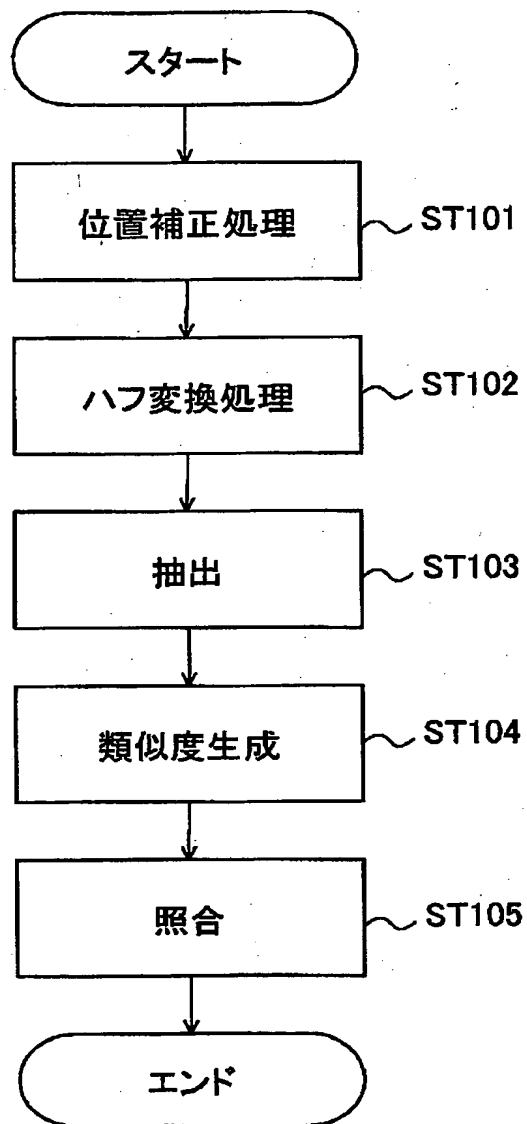 スタート
位置補正処理
ST101
ハフ変換処理
ST102
抽出
ST103
類似度生成
ST104
照合
ST105
エンド